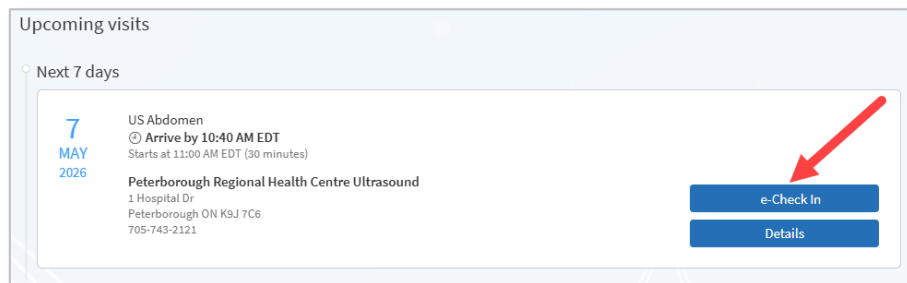 Upcoming visits
Next 7 days
7
MAY
2026
US Abdomen
Arrive by 10:40 AM EDT
Starts at 11:00 AM EDT (30 minutes)
Peterborough Regional Health Centre Ultrasound
1 Hospital Dr
Peterborough ON K9J 7C6
705-743-2121
e-Check In
Details